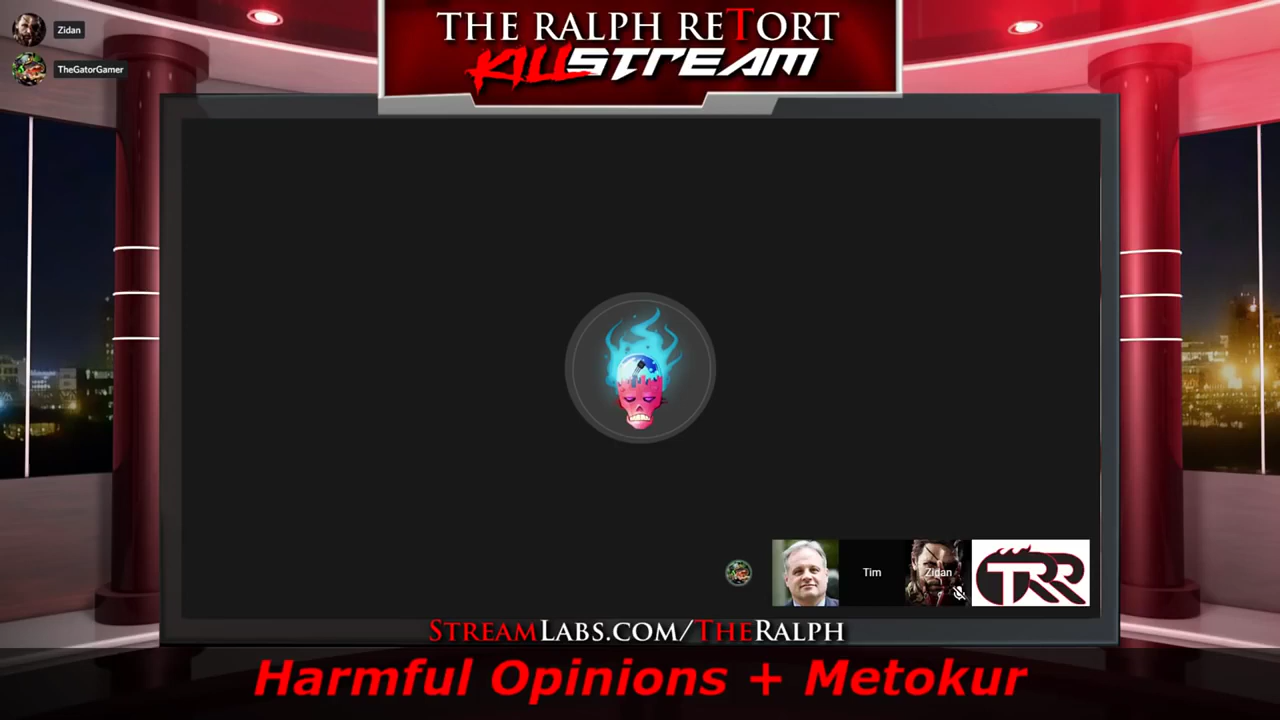 Zidan
TheGatorGamer
THE RALPH RETORT
KILLSTREAM
Tim
Zidan
TRR
STREAMLABS.COM/THERALPH
Harmful Opinions + Metokur